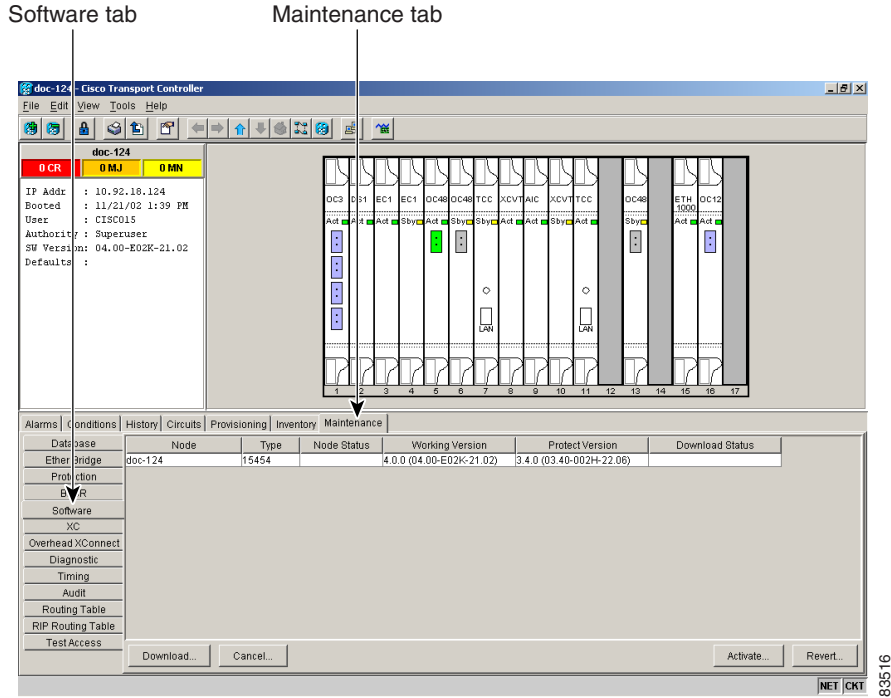 Software tab
Maintenance tab
doc-124 - Cisco Transport Controller
File Edit View Tools Help
doc-124
0 CR 0 MJ 0 MN
IP Addr : 10.92.18.124
Booted : 11/21/02 1:39 PM
User : CISCO15
Authority : Superuser
SW Version: 04.00-E02K-21.02
Defaults :
OC3 DS1 EC1 EC1 OC48 OC48 TCC XCVT AIC XCVT TCC OC48 ETH 1000 OC12
Act Act Act Sby Act Sby Sby Act Act Sby Act Sby Act Act
LAN LAN
1 2 3 4 5 6 7 8 9 10 11 12 13 14 15 16 17
Alarms Conditions History Circuits Provisioning Inventory Maintenance
Database
Ether Bridge
Protection
BLSR
Software
XC
Overhead XConnect
Diagnostic
Timing
Audit
Routing Table
RIP Routing Table
Test Access
Node Type Node Status Working Version Protect Version Download Status
doc-124 15454 4.0.0 (04.00-E02K-21.02) 3.4.0 (03.40-002H-22.06)
Download... Cancel... Activate... Revert...
NET CKT
83516